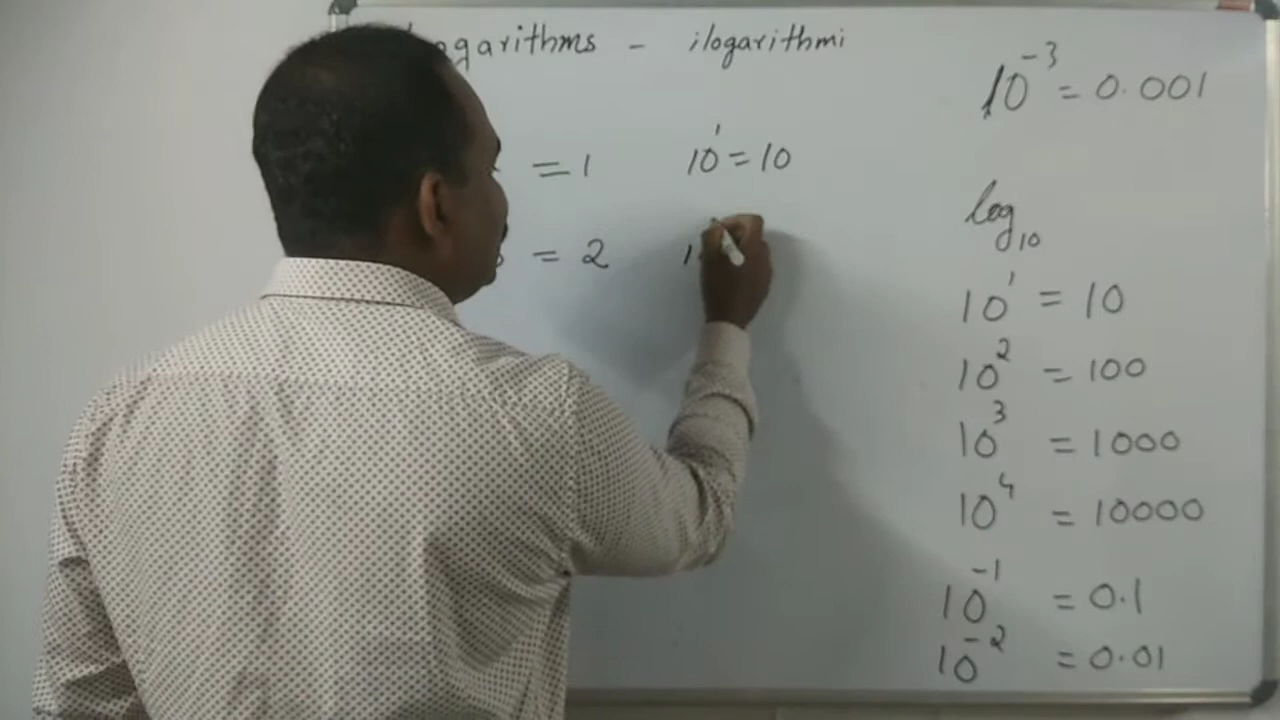 logarithms - ilogarithmi
= 1 10¹ = 10
= 2
10⁻³ = 0.001
log₁₀
10¹ = 10
10² = 100
10³ = 1000
10⁴ = 10000
10⁻¹ = 0.1
10⁻² = 0.01